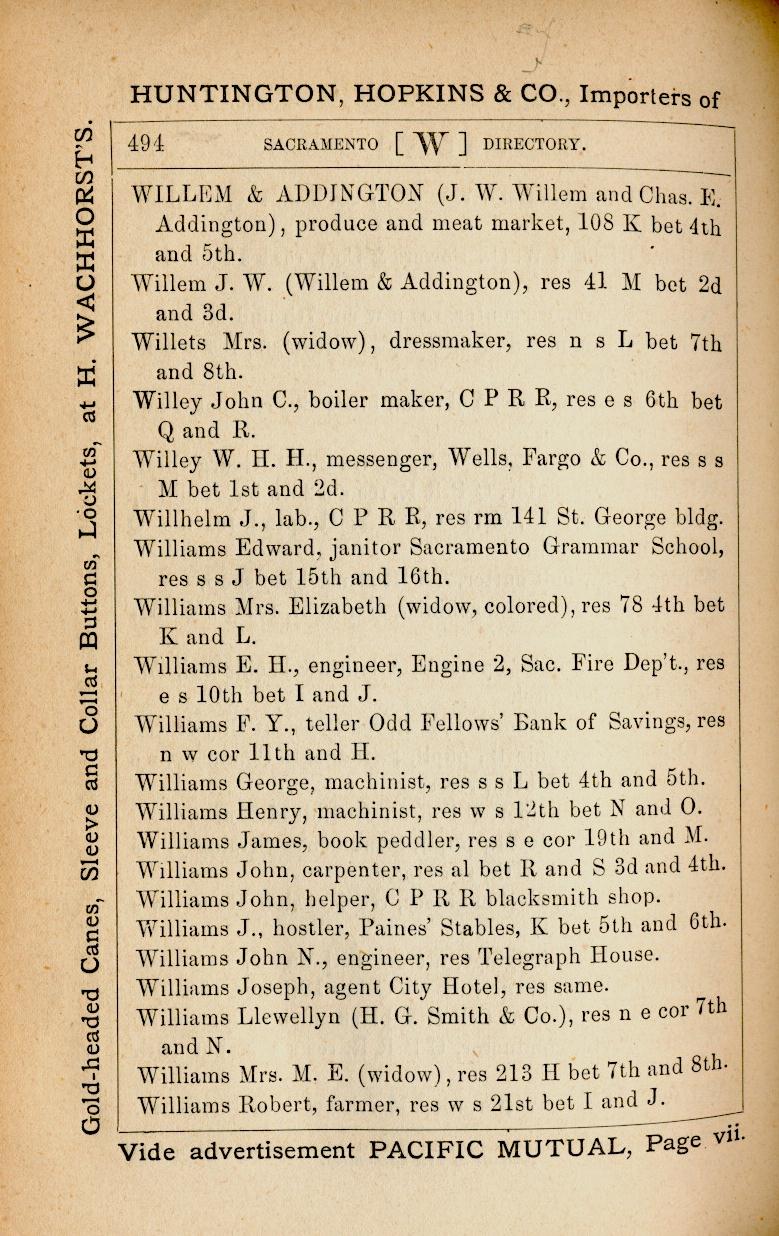 HUNTINGTON, HOPKINS & CO., Importers of
494 SACRAMENTO [ W ] DIRECTORY.
WILLEM & ADDINGTON (J. W. Willem and Chas. E.
Addington), produce and meat market, 108 K bet 4th
and 5th.
Willem J. W. (Willem & Addington), res 41 M bet 2d
and 3d.
Willets Mrs. (widow), dressmaker, res n s L bet 7th
and 8th.
Willey John C., boiler maker, C P R R, res e s 6th bet
Q and R.
Willey W. H. H., messenger, Wells, Fargo & Co., res s s
M bet 1st and 2d.
Willhelm J., lab., C P R R, res rm 141 St. George bldg.
Williams Edward, janitor Sacramento Grammar School,
res s s J bet 15th and 16th.
Williams Mrs. Elizabeth (widow, colored), res 78 4th bet
K and L.
Williams E. H., engineer, Engine 2, Sac. Fire Dep't., res
e s 10th bet I and J.
Williams F. Y., teller Odd Fellows' Bank of Savings, res
n w cor 11th and H.
Williams George, machinist, res s s L bet 4th and 5th.
Williams Henry, machinist, res w s 12th bet N and O.
Williams James, book peddler, res s e cor 19th and M.
Williams John, carpenter, res al bet R and S 3d and 4th.
Williams John, helper, C P R R blacksmith shop.
Williams J., hostler, Paines' Stables, K bet 5th and 6th.
Williams John N., engineer, res Telegraph House.
Williams Joseph, agent City Hotel, res same.
Williams Llewellyn (H. G. Smith & Co.), res n e cor 7th
and N.
Williams Mrs. M. E. (widow), res 213 H bet 7th and 8th.
Williams Robert, farmer, res w s 21st bet I and J.
Vide advertisement PACIFIC MUTUAL, Page vii.
Gold-headed Canes, Sleeve and Collar Buttons, Lockets, at H. WACHHORST'S.